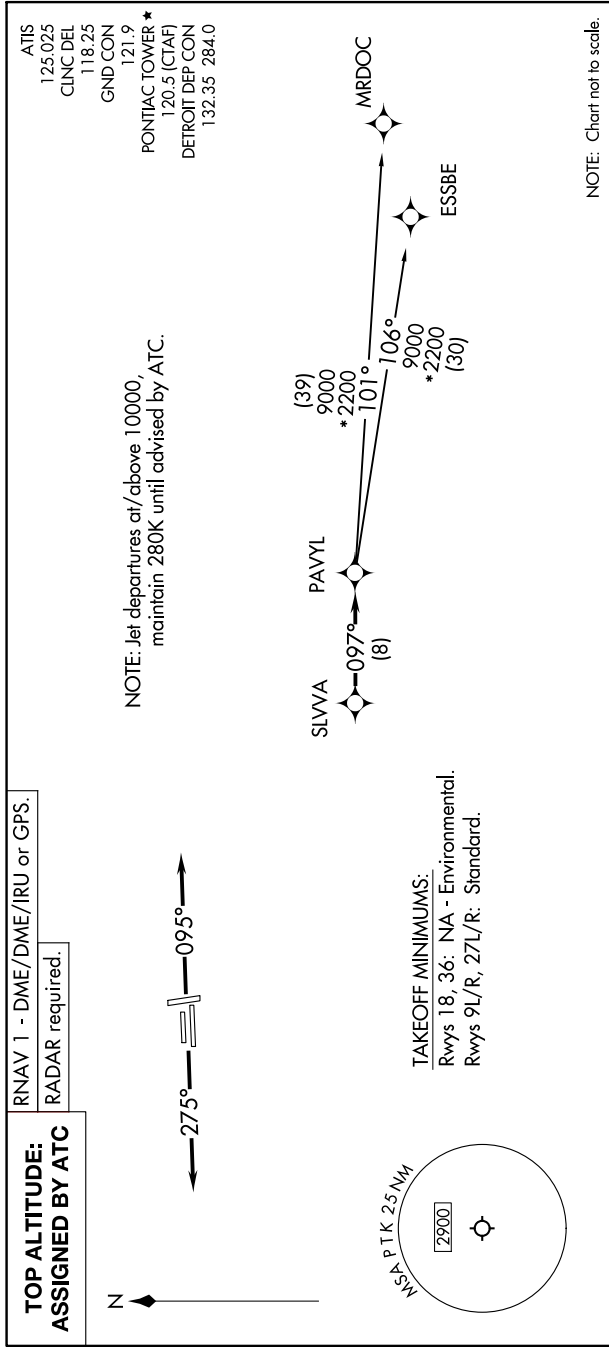 TOP ALTITUDE:
ASSIGNED BY ATC
RNAV 1 - DME/DME/IRU or GPS.
RADAR required.
ATIS
125.025
CLNC DEL
118.25
GND CON
121.9
PONTIAC TOWER ★
120.5 (CTAF)
DETROIT DEP CON
132.35 284.0
N
275°
095°
NOTE: Jet departures at/above 10000,
maintain 280K until advised by ATC.
MSA PTK 25 NM
2900
TAKEOFF MINIMUMS:
Rwys 18, 36: NA - Environmental.
Rwys 9L/R, 27L/R: Standard.
SLVVA
097°
(8)
PAVYL
(39)
9000
*2200
101°
106°
9000
*2200
(30)
MRDOC
ESSBE
NOTE: Chart not to scale.